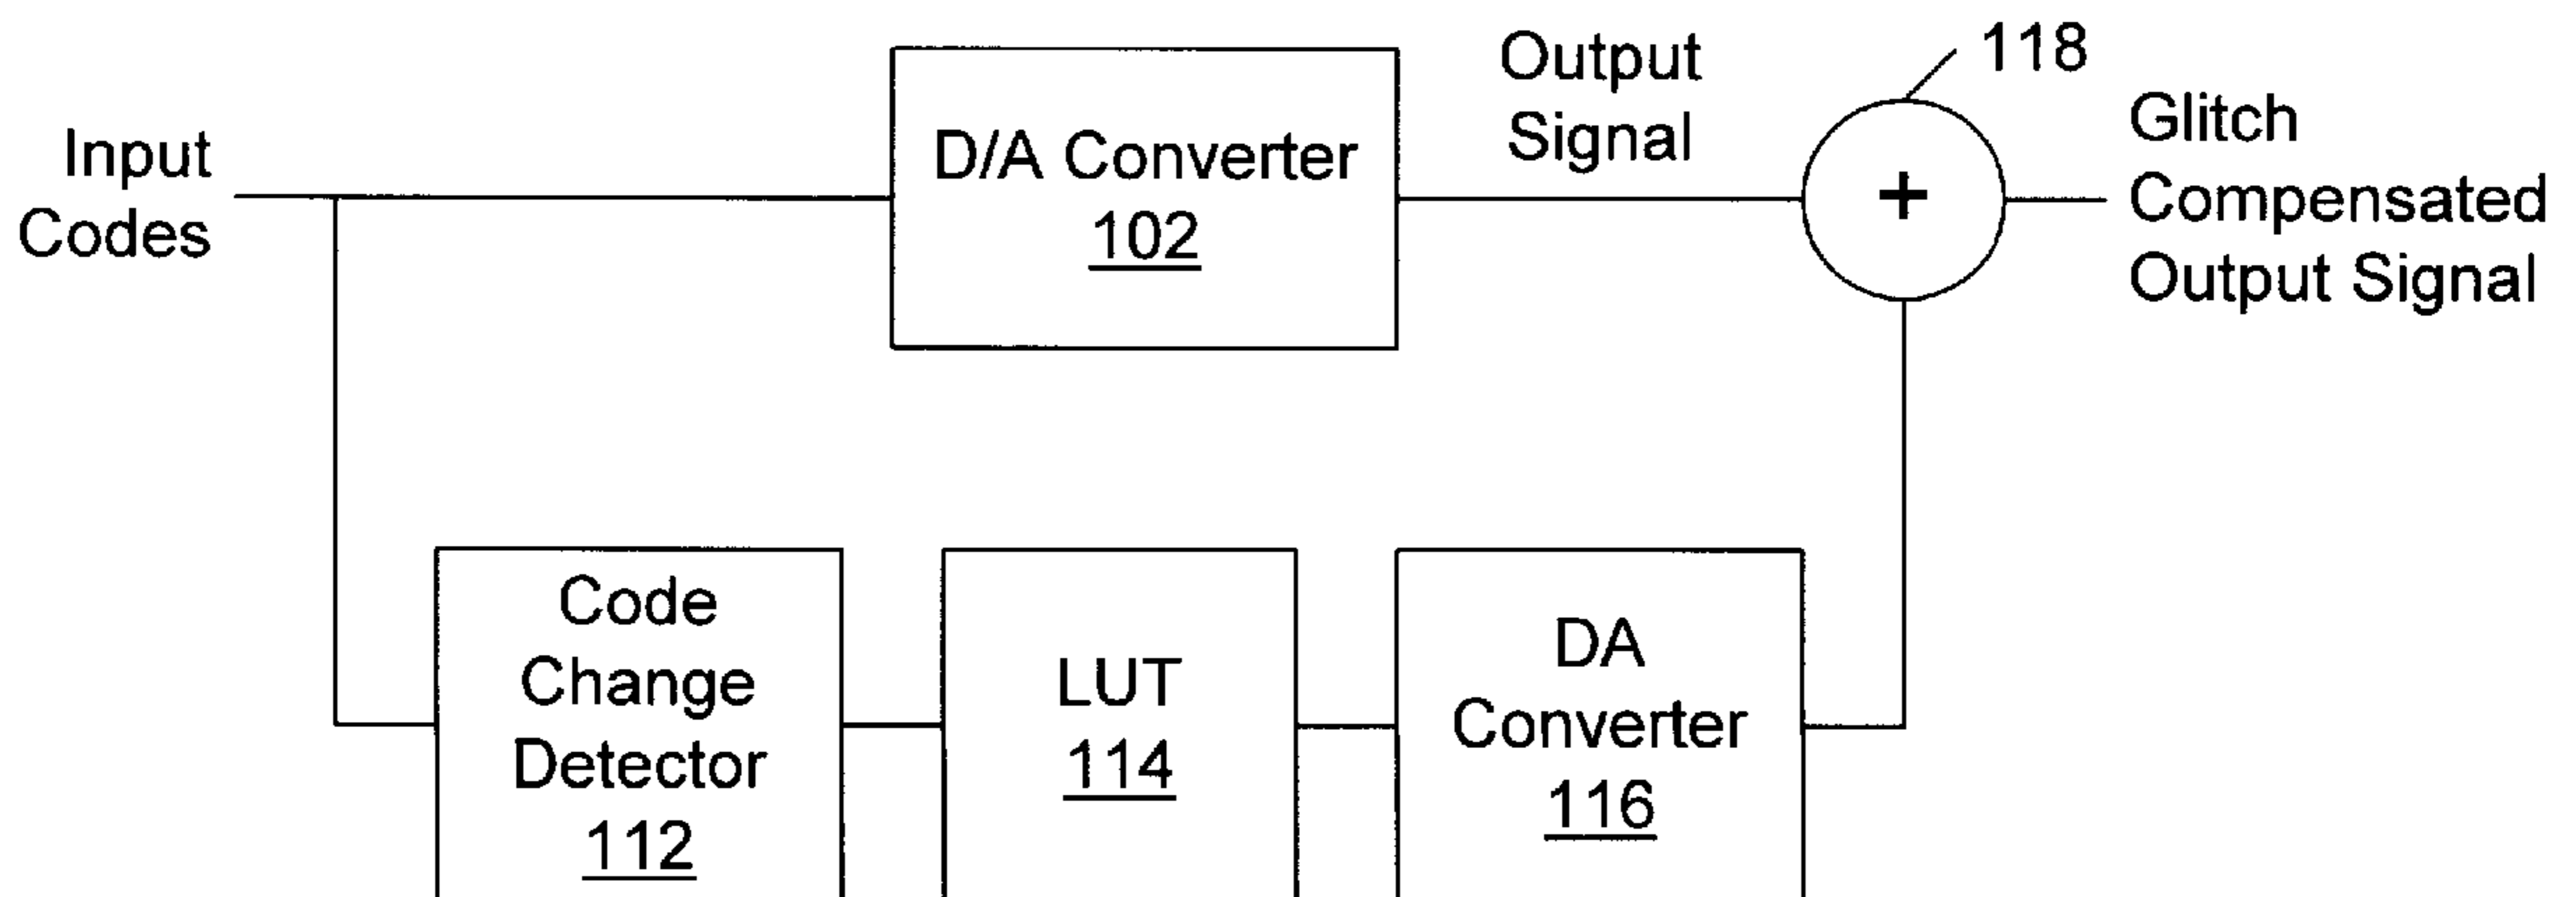 Input
Codes
D/A Converter
102
Output
Signal
118
+
Glitch
Compensated
Output Signal
Code
Change
Detector
112
LUT
114
DA
Converter
116